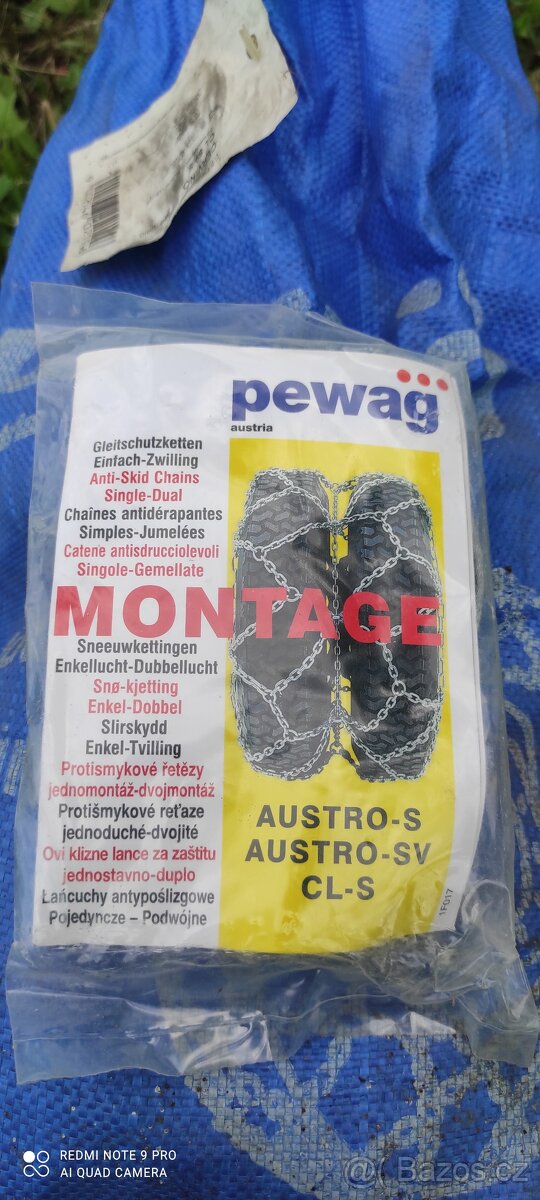 pewag
austria
Gleitschutzketten
Einfach-Zwilling
Anti-Skid Chains
Single-Dual
Chaînes antidérapantes
Simples-Jumelées
Catene antisdrucciolevoli
Singole-Gemellate
MONTAGE
Sneeuwkettingen
Enkellucht-Dubbellucht
Snø-kjetting
Enkel-Dobbel
Slirskydd
Enkel-Tvilling
Protismykové řetězy
jednomontáž-dvojmontáž
Protišmykové reťaze
jednoduché-dvojité
Ovi klizne lance za zaštitu
jednostavno-duplo
Łańcuchy antypoślizgowe
Pojedyncze – Podwójne
AUSTRO-S
AUSTRO-SV
CL-S
1F017
REDMI NOTE 9 PRO
AI QUAD CAMERA
Bazos.cz